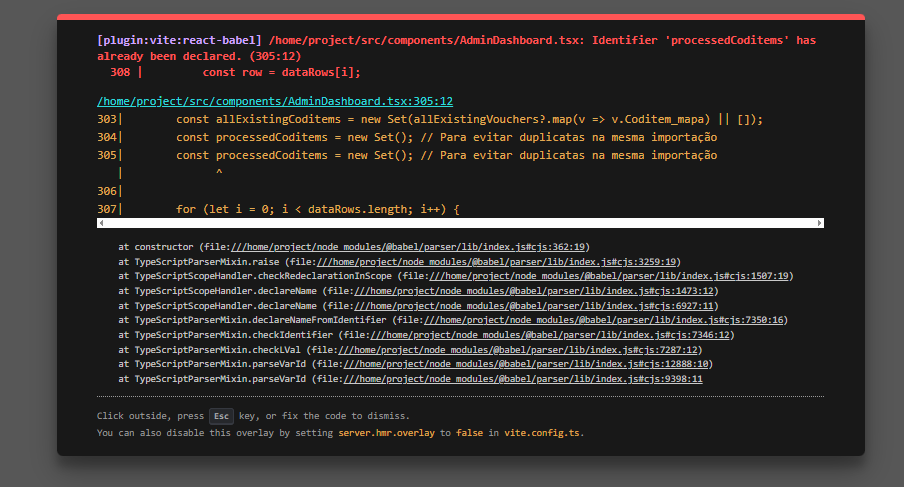 [plugin:vite:react-babel] /home/project/src/components/AdminDashboard.tsx: Identifier 'processedCoditems' has
already been declared. (305:12)
308 |         const row = dataRows[i];
/home/project/src/components/AdminDashboard.tsx:305:12
303|        const allExistingCoditems = new Set(allExistingVouchers?.map(v => v.Coditem_mapa) || []);
304|        const processedCoditems = new Set(); // Para evitar duplicatas na mesma importação
305|        const processedCoditems = new Set(); // Para evitar duplicatas na mesma importação
|              ^
306|
307|        for (let i = 0; i < dataRows.length; i++) {
at constructor (file:///home/project/node_modules/@babel/parser/lib/index.js#cjs:362:19)
at TypeScriptParserMixin.raise (file:///home/project/node_modules/@babel/parser/lib/index.js#cjs:3259:19)
at TypeScriptScopeHandler.checkRedeclarationInScope (file:///home/project/node_modules/@babel/parser/lib/index.js#cjs:1507:19)
at TypeScriptScopeHandler.declareName (file:///home/project/node_modules/@babel/parser/lib/index.js#cjs:1473:12)
at TypeScriptScopeHandler.declareName (file:///home/project/node_modules/@babel/parser/lib/index.js#cjs:6927:11)
at TypeScriptParserMixin.declareNameFromIdentifier (file:///home/project/node_modules/@babel/parser/lib/index.js#cjs:7350:16)
at TypeScriptParserMixin.checkIdentifier (file:///home/project/node_modules/@babel/parser/lib/index.js#cjs:7346:12)
at TypeScriptParserMixin.checkLVal (file:///home/project/node_modules/@babel/parser/lib/index.js#cjs:7287:12)
at TypeScriptParserMixin.parseVarId (file:///home/project/node_modules/@babel/parser/lib/index.js#cjs:12888:10)
at TypeScriptParserMixin.parseVarId (file:///home/project/node_modules/@babel/parser/lib/index.js#cjs:9398:11
Click outside, press Esc key, or fix the code to dismiss.
You can also disable this overlay by setting server.hmr.overlay to false in vite.config.ts.